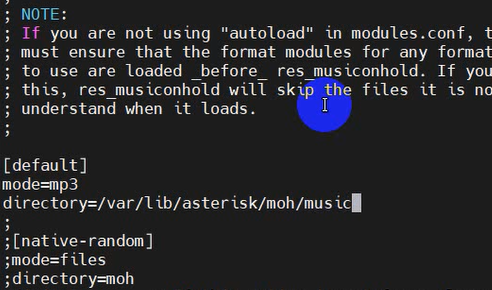 ;
; NOTE:
; If you are not using "autoload" in modules.conf, t
; must ensure that the format modules for any format
; to use are loaded _before_ res_musiconhold. If you
; this, res_musiconhold will skip the files it is no
; understand when it loads.
;
[default]
mode=mp3
directory=/var/lib/asterisk/moh/music
;
;[native-random]
;mode=files
;directory=moh